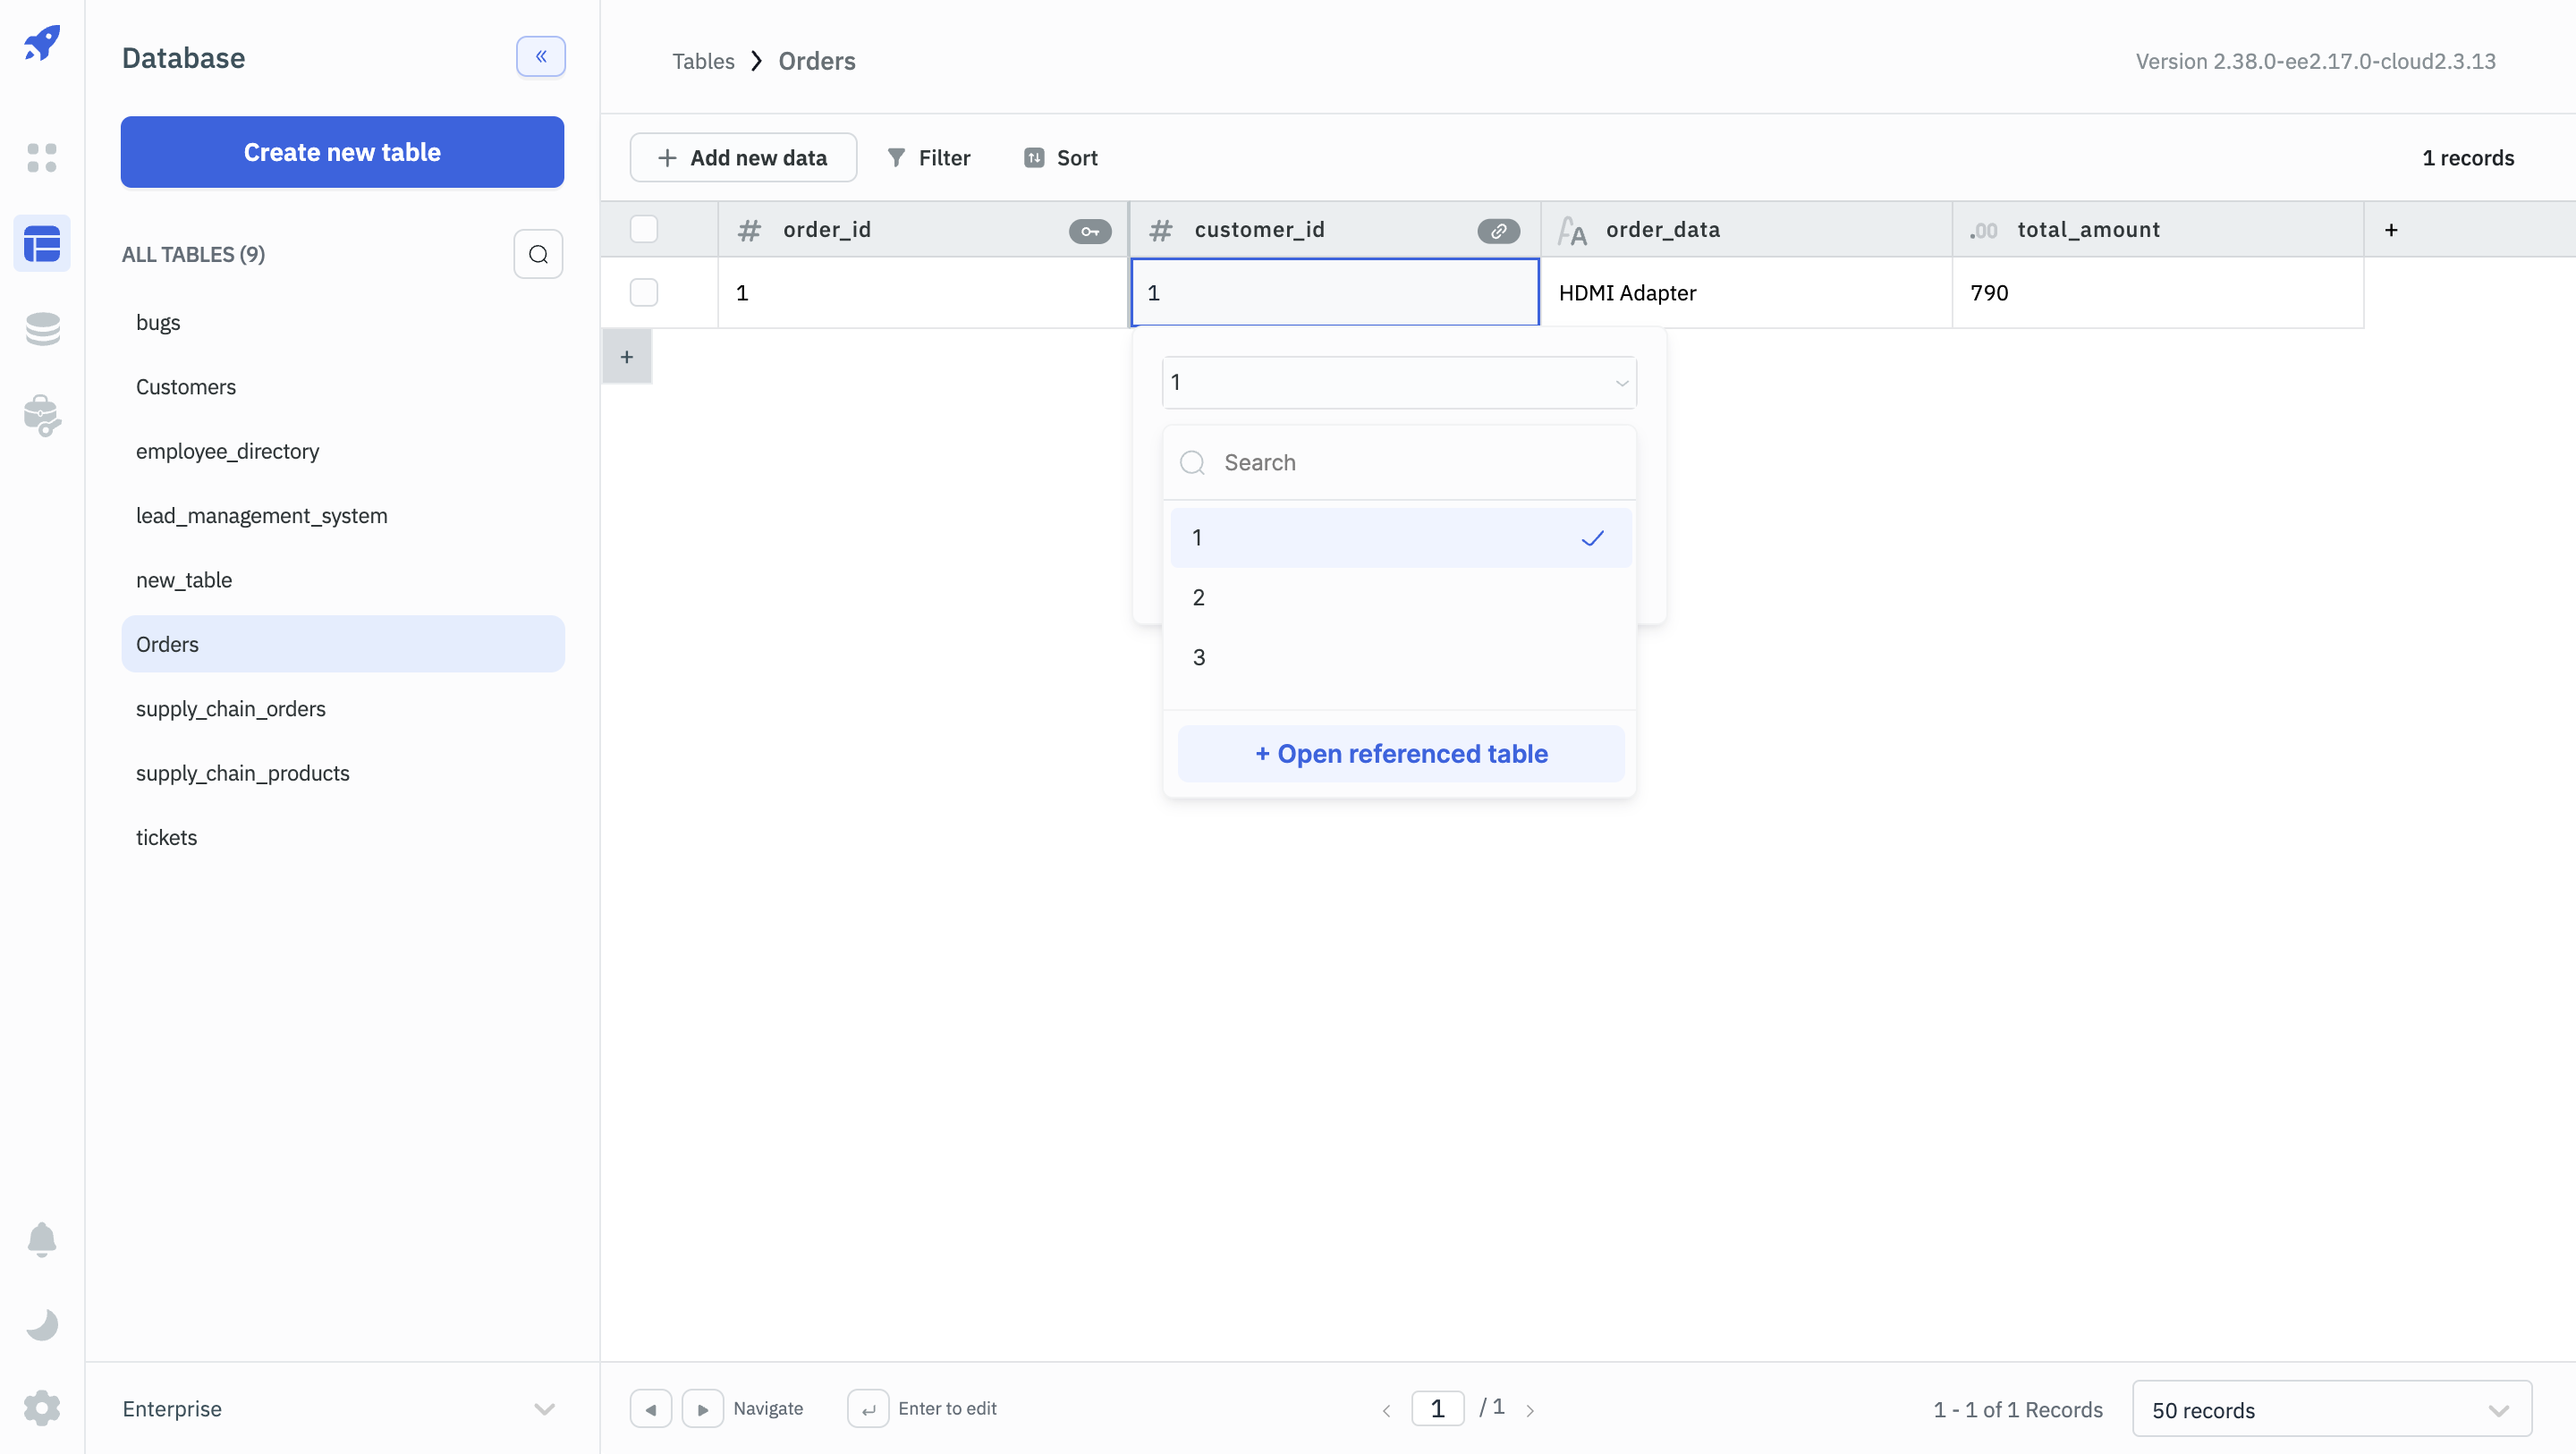 Database
«
Create new table
ALL TABLES (9)
bugs
Customers
employee_directory
lead_management_system
new_table
Orders
supply_chain_orders
supply_chain_products
tickets
Enterprise
Tables > Orders
Version 2.38.0-ee2.17.0-cloud2.3.13
+ Add new data
Filter
Sort
1 records
# order_id
# customer_id
AA order_data
.00 total_amount
+
1
1
HDMI Adapter
790
+
1
Search
1
2
3
+ Open referenced table
Navigate
Enter to edit
< 1 / 1 >
1 - 1 of 1 Records
50 records